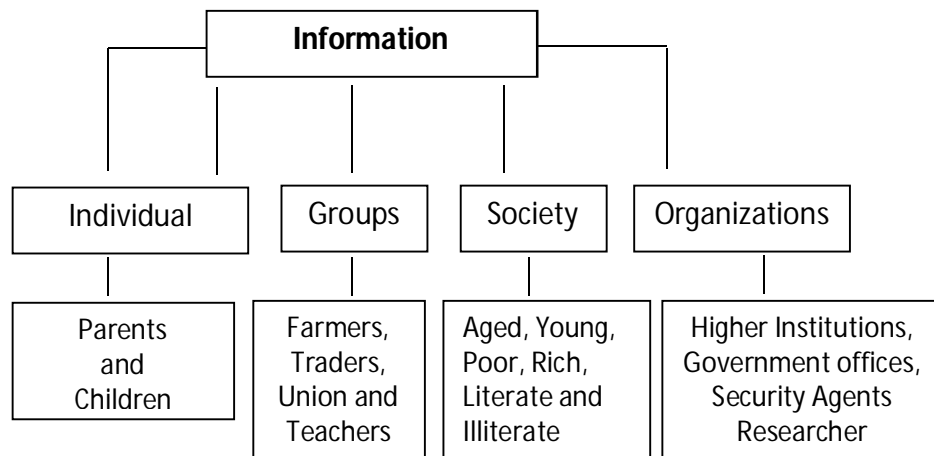 Information
Individual
Groups
Society
Organizations
Parents
and
Children
Farmers,
Traders,
Union and
Teachers
Aged, Young,
Poor, Rich,
Literate and
Illiterate
Higher Institutions,
Government offices,
Security Agents
Researcher